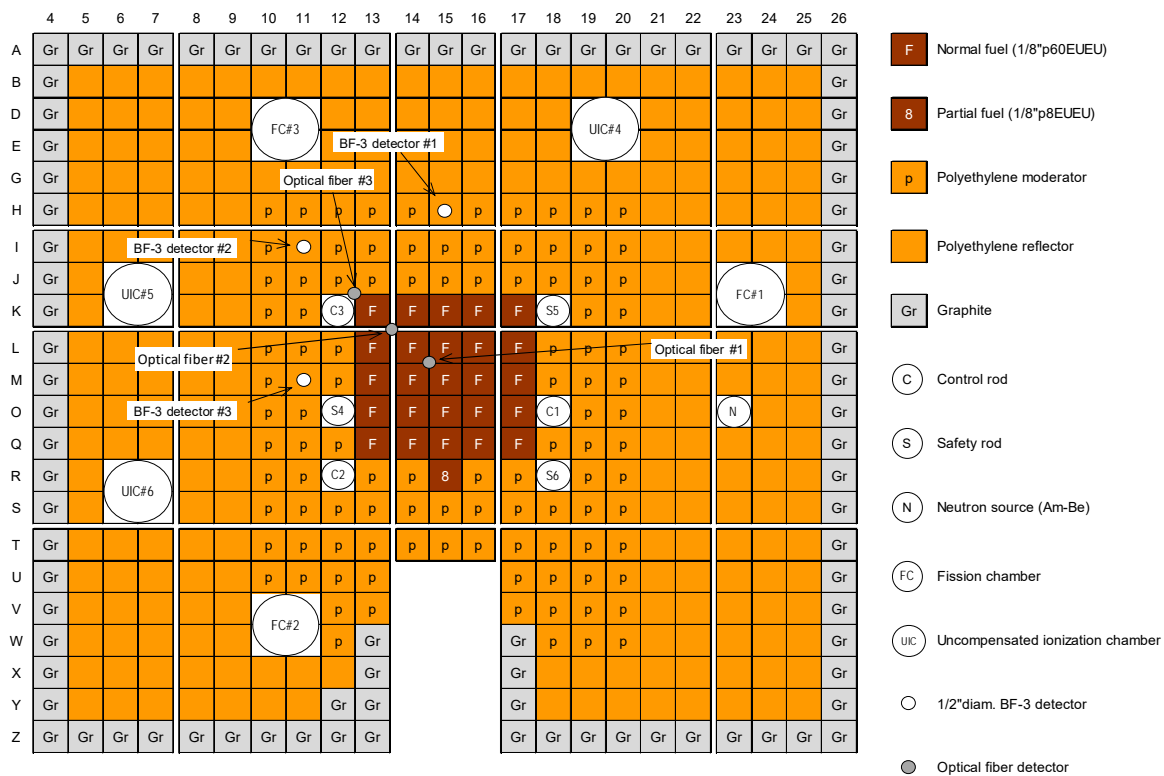 4 5 6 7 8 9 10 11 12 13 14 15 16 17 18 19 20 21 22 23 24 25 26
A Gr Gr Gr Gr Gr Gr Gr Gr Gr Gr Gr Gr Gr Gr Gr Gr Gr Gr Gr Gr Gr Gr Gr
B Gr Gr
D Gr Gr
FC#3 UIC#4
E Gr Gr
BF-3 detector #1
G Gr Gr
Optical fiber #3
H Gr p p p p p p p p p p Gr
I Gr BF-3 detector #2 p p p p p p p p p p Gr
J Gr p p p p p p p p p p p Gr
UIC#5 FC#1
K Gr p p C3 F F F F F S5 p p Gr
L Gr p p p F F F F F p p p Gr
Optical fiber #2 Optical fiber #1
M Gr p p F F F F F p p p Gr
O Gr BF-3 detector #3 p p S4 F F F F F C1 p p N Gr
Q Gr p p p F F F F F p p p Gr
R Gr p p C2 p p 8 p p S6 p p Gr
UIC#6
S Gr p p p p p p p p p p p Gr
T Gr p p p p p p p p p p p Gr
U Gr p p p p p p p p Gr
V Gr p p p p p p Gr
FC#2
W Gr p Gr Gr p p p Gr
X Gr Gr Gr Gr
Y Gr Gr Gr Gr Gr
Z Gr Gr Gr Gr Gr Gr Gr Gr Gr Gr Gr Gr Gr Gr Gr Gr Gr Gr Gr Gr
F Normal fuel (1/8"p60EUEU)
8 Partial fuel (1/8"p8EUEU)
p Polyethylene moderator
Polyethylene reflector
Gr Graphite
C Control rod
S Safety rod
N Neutron source (Am-Be)
FC Fission chamber
UIC Uncompensated ionization chamber
1/2"diam. BF-3 detector
Optical fiber detector